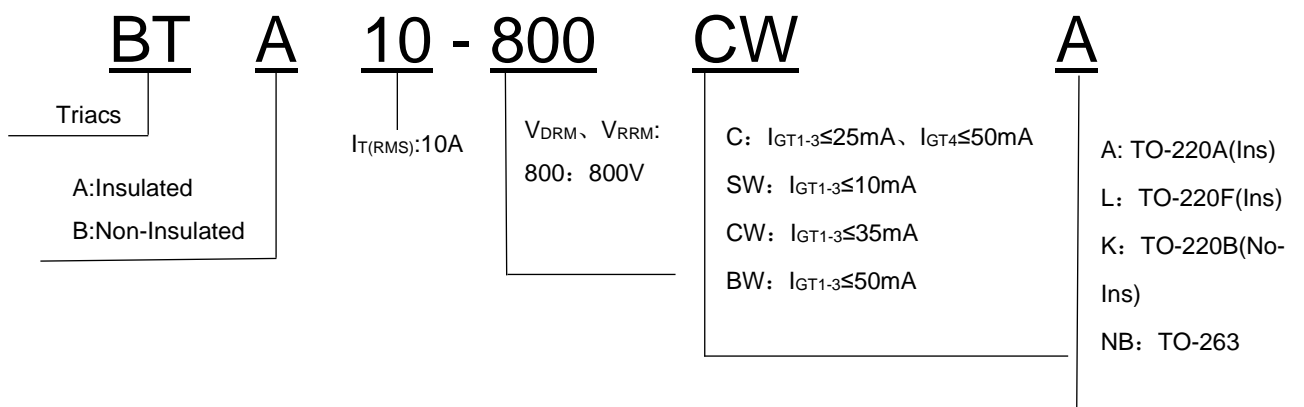 BT A 10 - 800 CW A
Triacs
A:Insulated
B:Non-Insulated
IT(RMS):10A
VDRM、VRRM:
800：800V
C：IGT1-3≤25mA、IGT4≤50mA
SW：IGT1-3≤10mA
CW：IGT1-3≤35mA
BW：IGT1-3≤50mA
A: TO-220A(Ins)
L：TO-220F(Ins)
K：TO-220B(No-
Ins)
NB：TO-263